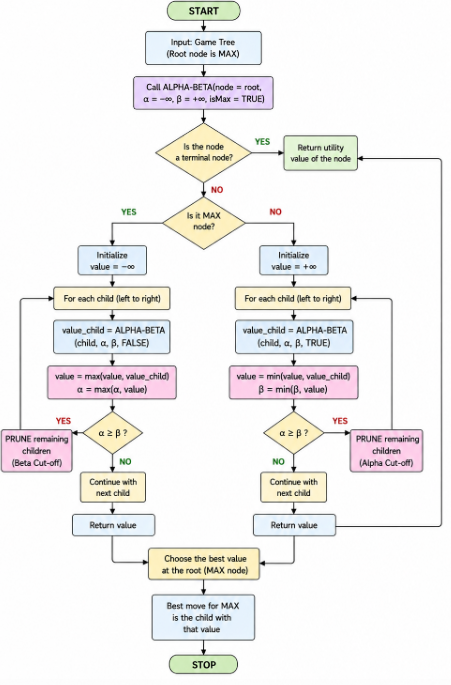 START
Input: Game Tree
(Root node is MAX)
Call ALPHA-BETA(node = root,
α = −∞, β = +∞, isMax = TRUE)
Is the node
a terminal node?
YES
Return utility
value of the node
NO
Is it MAX
node?
YES
NO
Initialize
value = −∞
Initialize
value = +∞
For each child (left to right)
For each child (left to right)
value_child = ALPHA-BETA
(child, α, β, FALSE)
value_child = ALPHA-BETA
(child, α, β, TRUE)
value = max(value, value_child)
α = max(α, value)
value = min(value, value_child)
β = min(β, value)
α ≥ β ?
YES
PRUNE remaining
children
(Beta Cut-off)
α ≥ β ?
YES
PRUNE remaining
children
(Alpha Cut-off)
NO
NO
Continue with
next child
Continue with
next child
Return value
Return value
Choose the best value
at the root (MAX node)
Best move for MAX
is the child with
that value
STOP